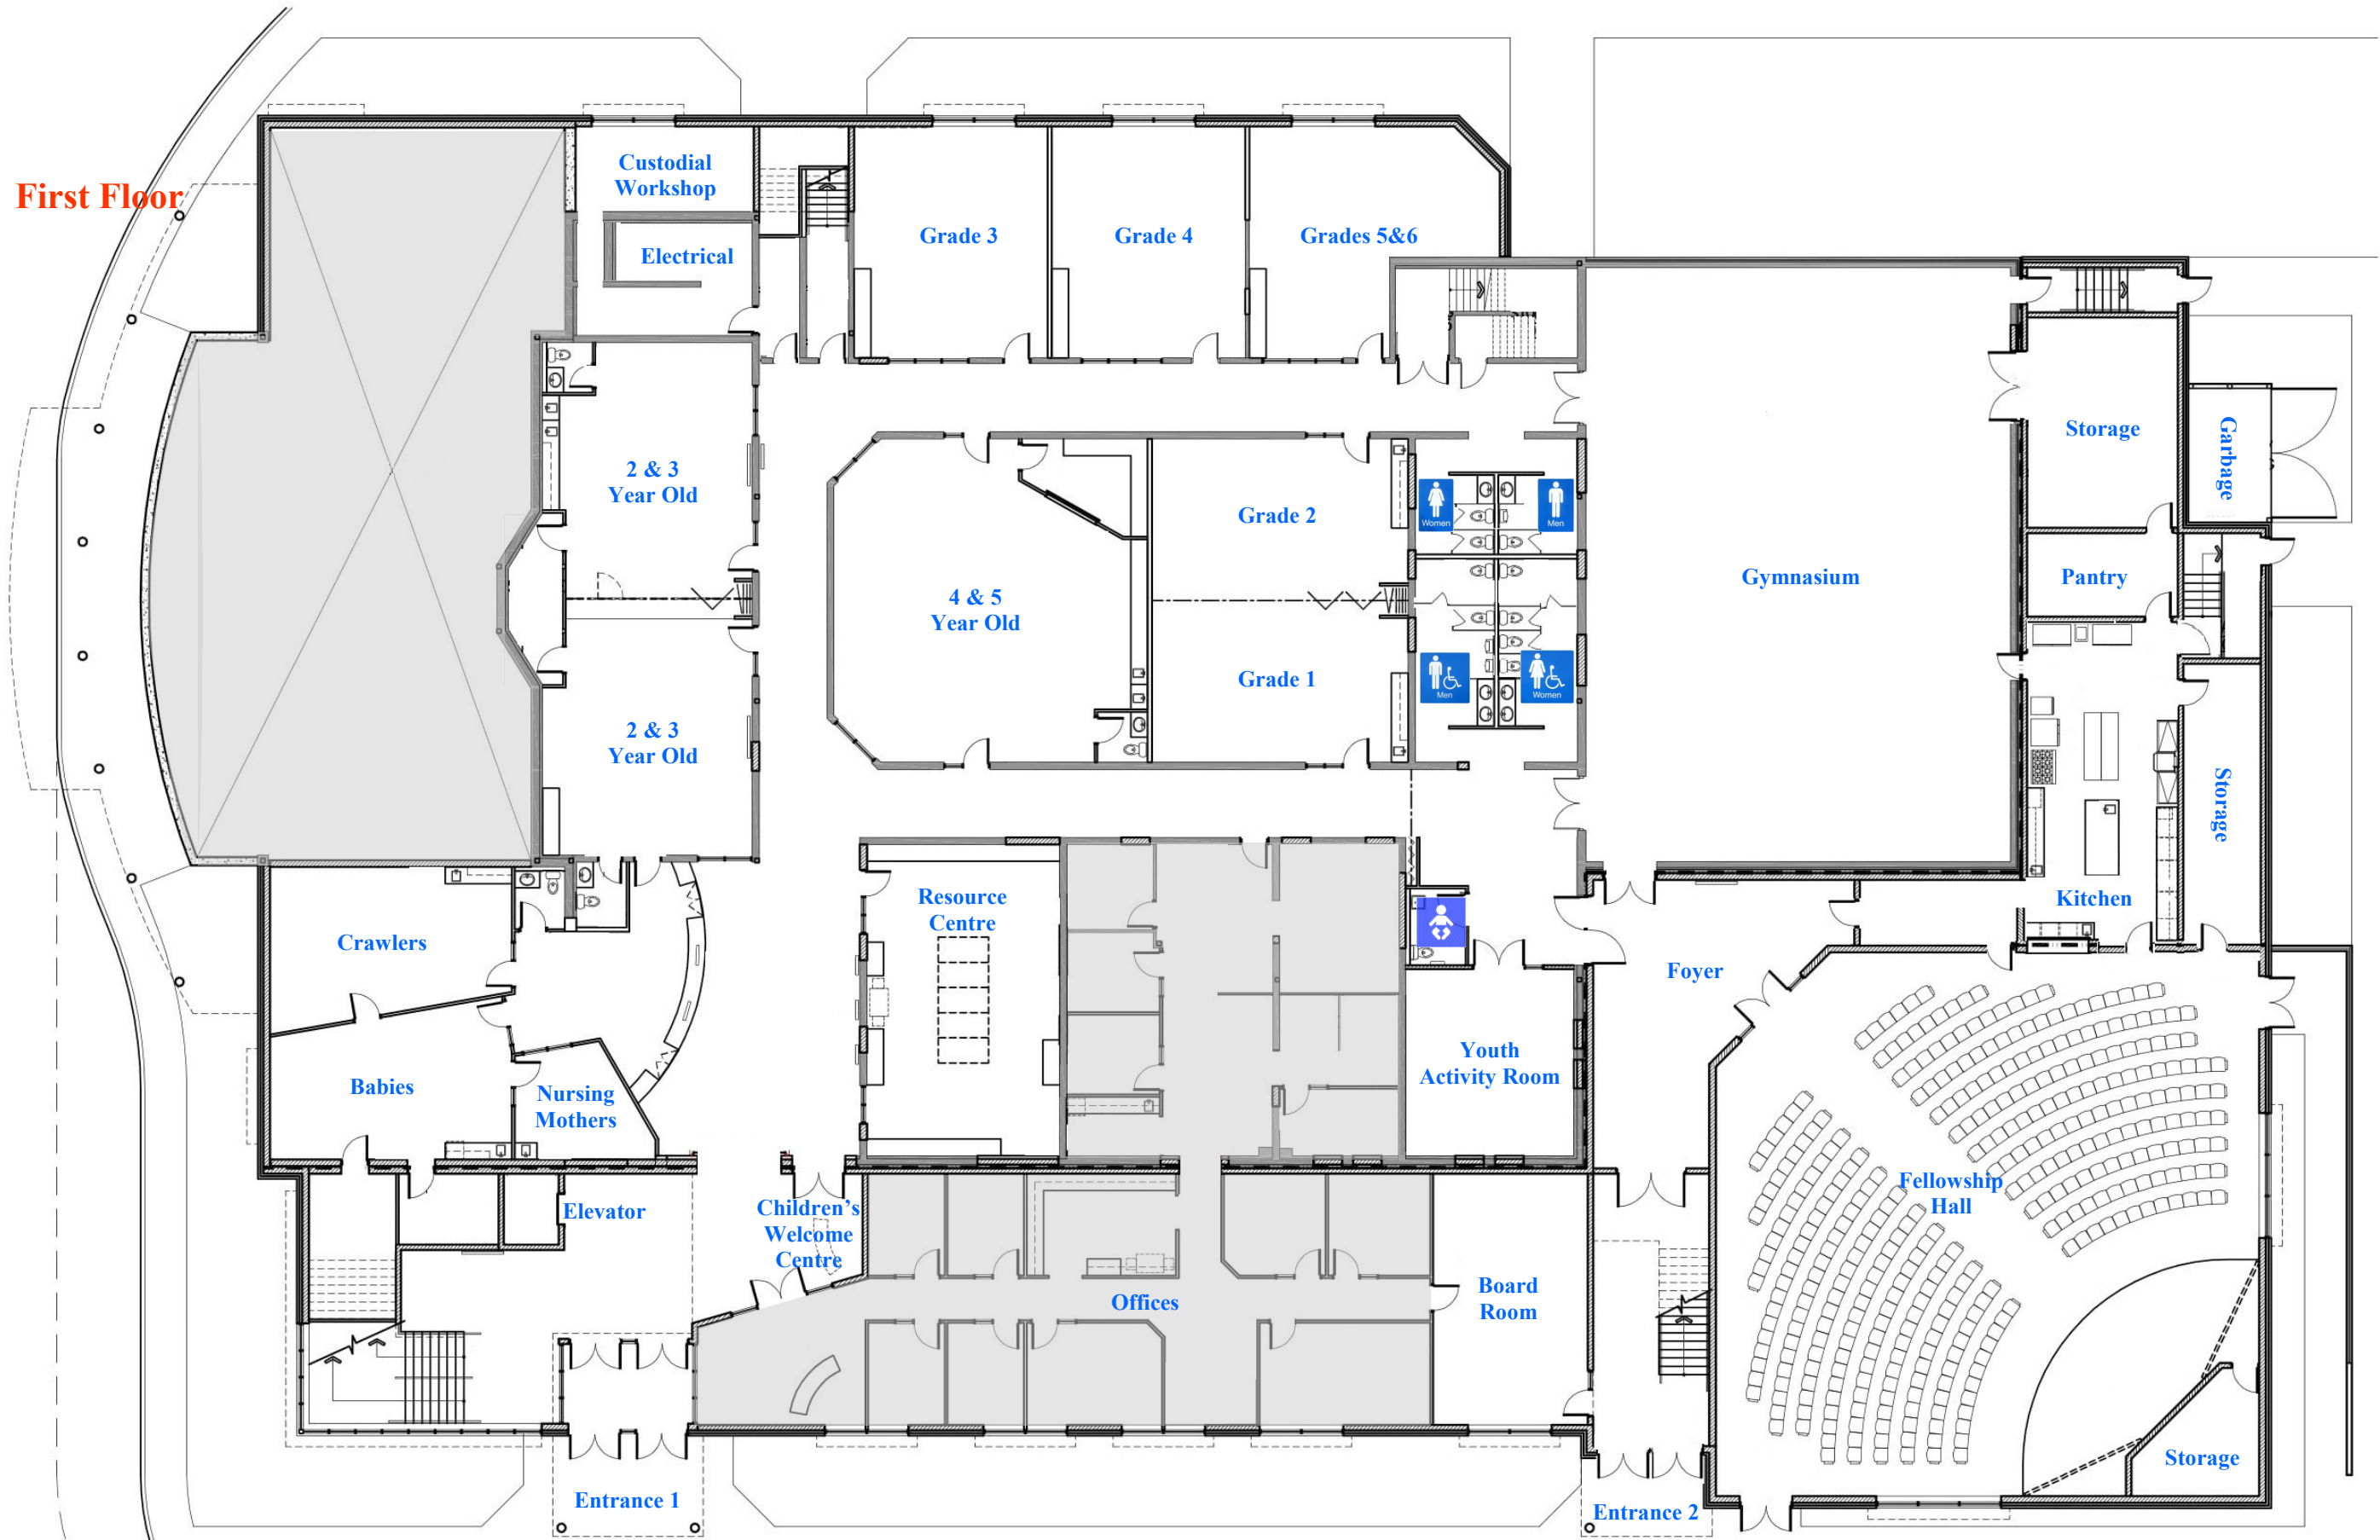 First Floor
Custodial
Workshop
Electrical
Grade 3
Grade 4
Grades 5&6
2 & 3
Year Old
4 & 5
Year Old
Grade 2
Women
Men
Gymnasium
Storage
Garbage
Pantry
Grade 1
Men
Women
2 & 3
Year Old
Storage
Kitchen
Crawlers
Resource
Centre
Foyer
Babies
Nursing
Mothers
Youth
Activity Room
Elevator
Children's
Welcome
Centre
Fellowship
Hall
Offices
Board
Room
Storage
Entrance 1
Entrance 2